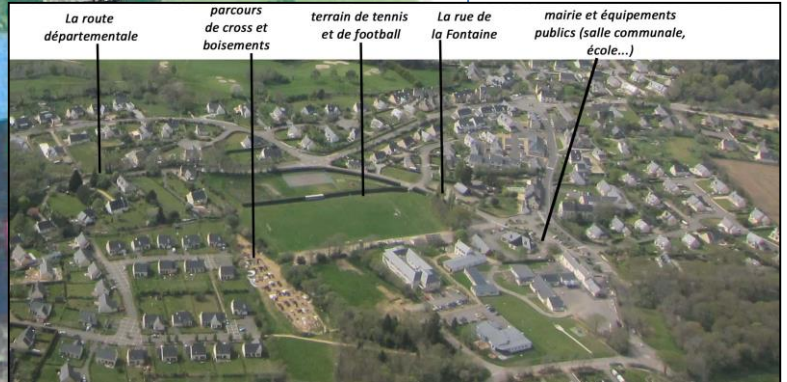 La route
départementale
parcours
de cross et
boisements
terrain de tennis
et de football
La rue de
la Fontaine
mairie et équipements
publics (salle communale,
école...)